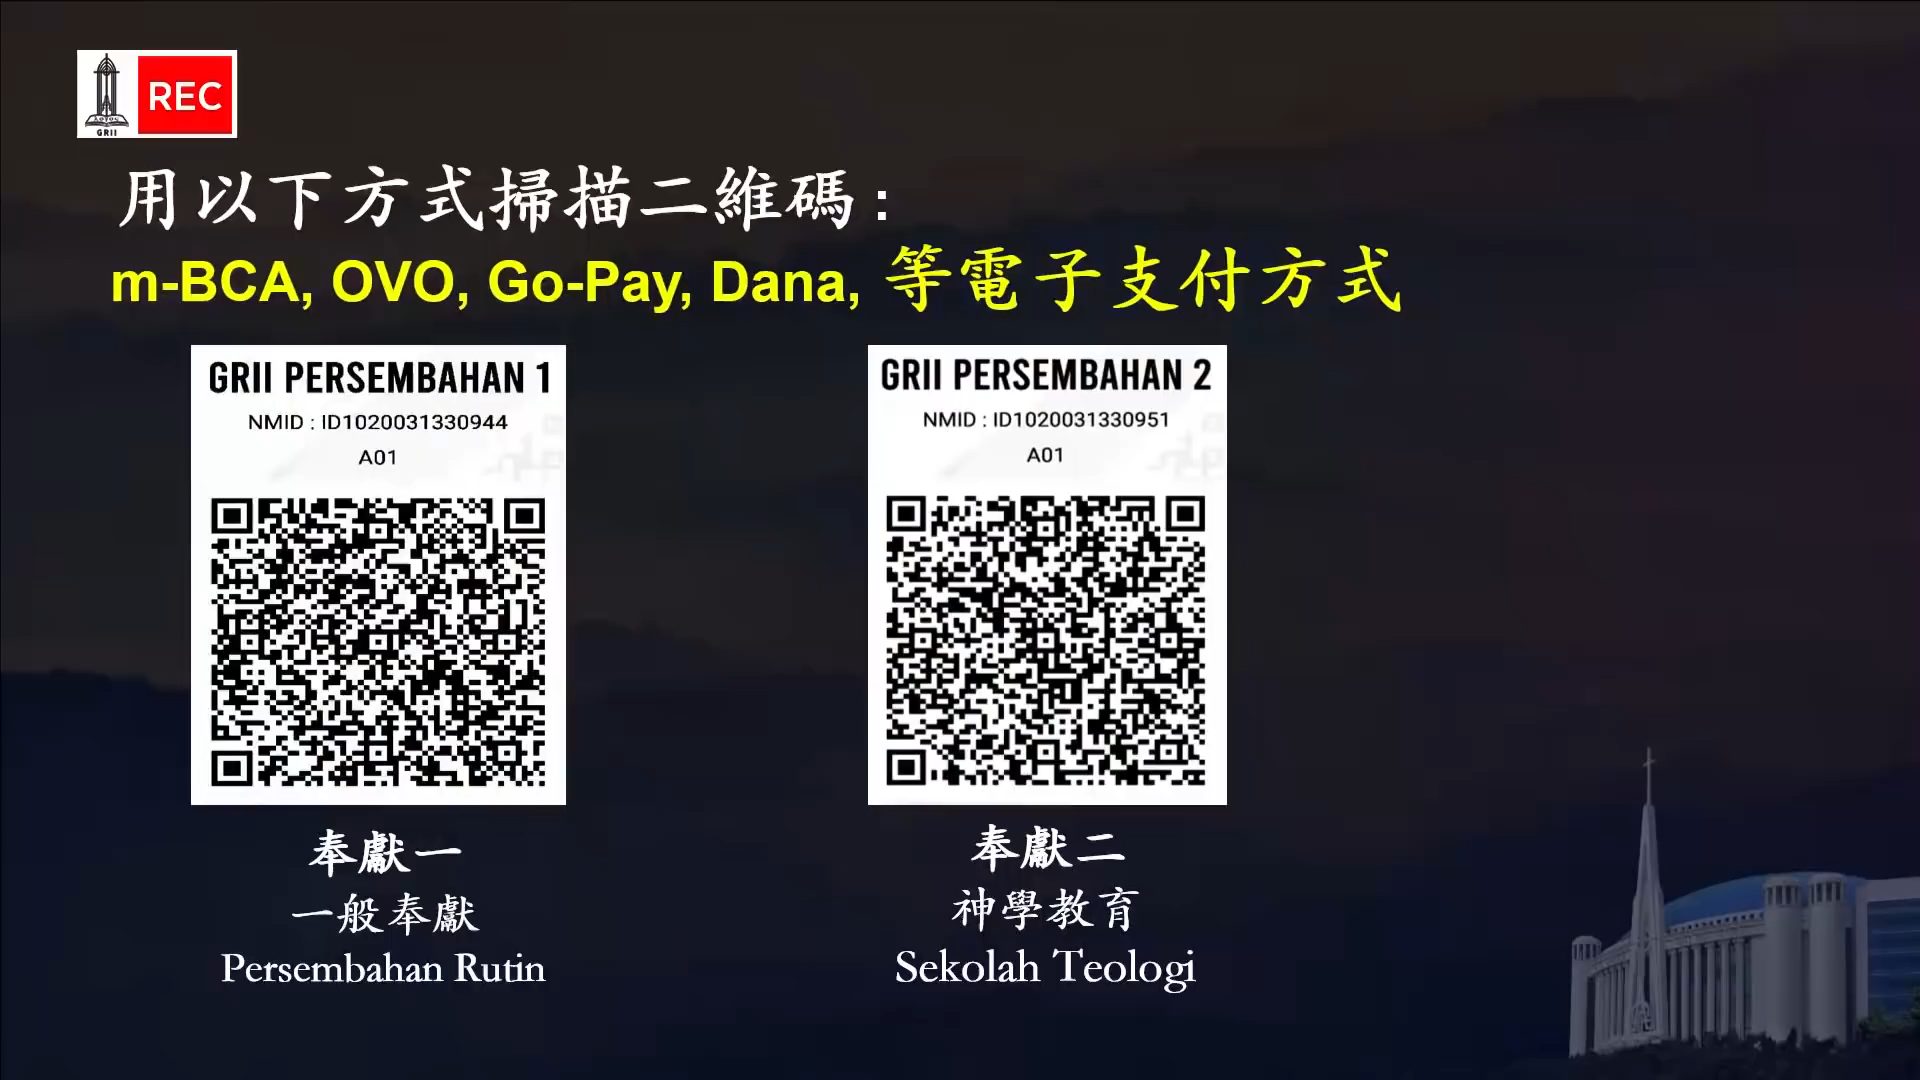 GRII
REC
用以下方式掃描二維碼 :
m-BCA, OVO, Go-Pay, Dana, 等電子支付方式
GRII PERSEMBAHAN 1
NMID : ID1020031330944
A01
GRII PERSEMBAHAN 2
NMID : ID1020031330951
A01
奉獻一
一般奉獻
Persembahan Rutin
奉獻二
神學教育
Sekolah Teologi